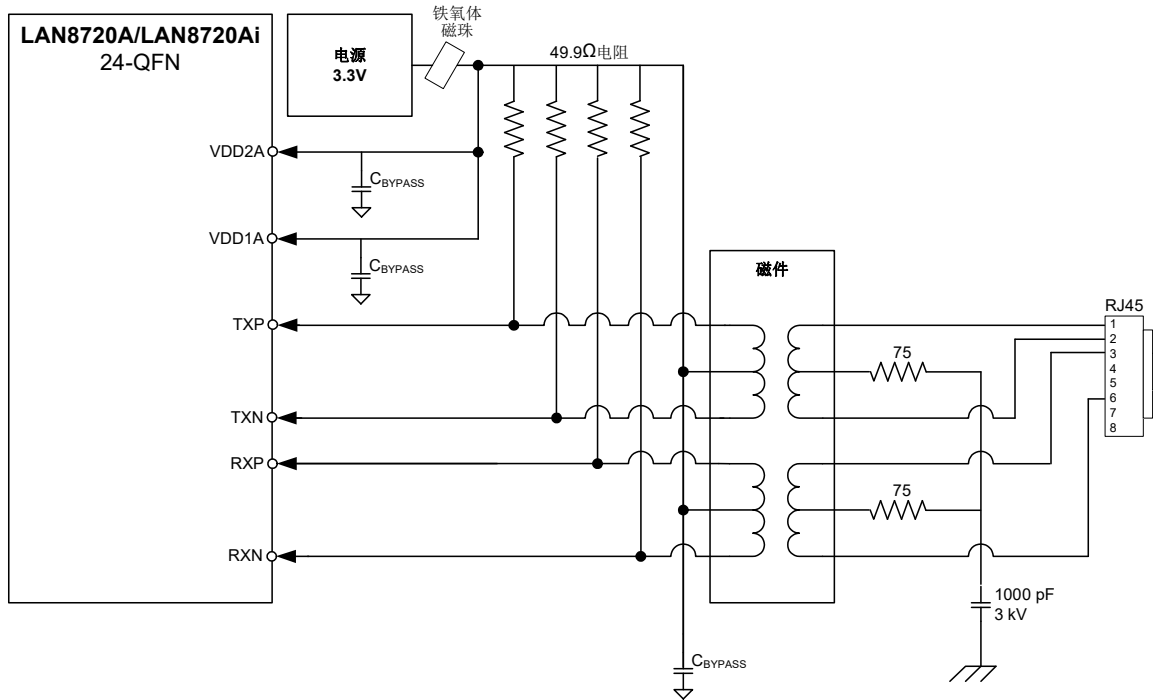 LAN8720A/LAN8720Ai
24-QFN
电源
3.3V
铁氧体
磁珠
49.9Ω电阻
VDD2A
CBYPASS
VDD1A
CBYPASS
磁件
TXP
RJ45
1
2
3
4
5
6
7
8
75
TXN
RXP
75
RXN
1000 pF
3 kV
CBYPASS